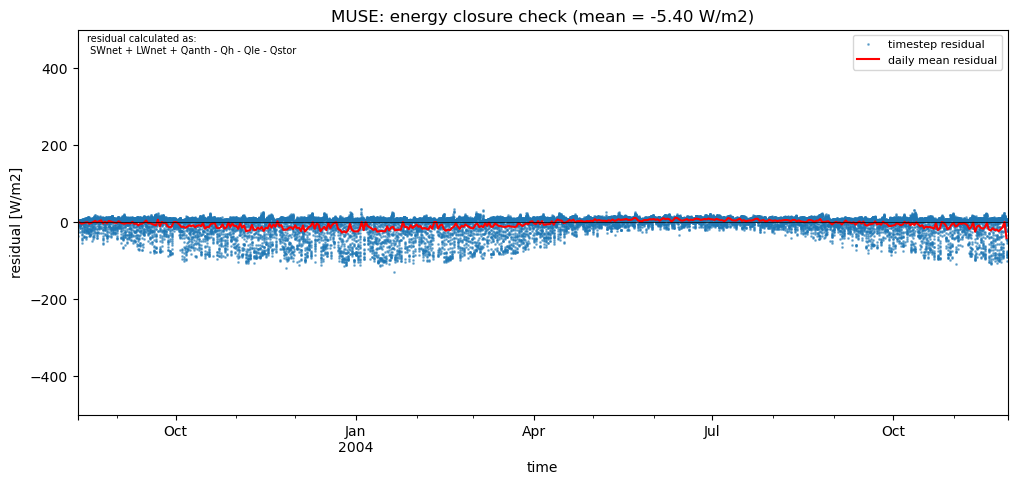 MUSE: energy closure check (mean = -5.40 W/m2)
residual calculated as:
SWnet + LWnet + Qanth - Qh - Qle - Qstor
timestep residual
daily mean residual
residual [W/m2]
400
200
0
−200
−400
Oct
Jan
2004
Apr
Jul
Oct
time